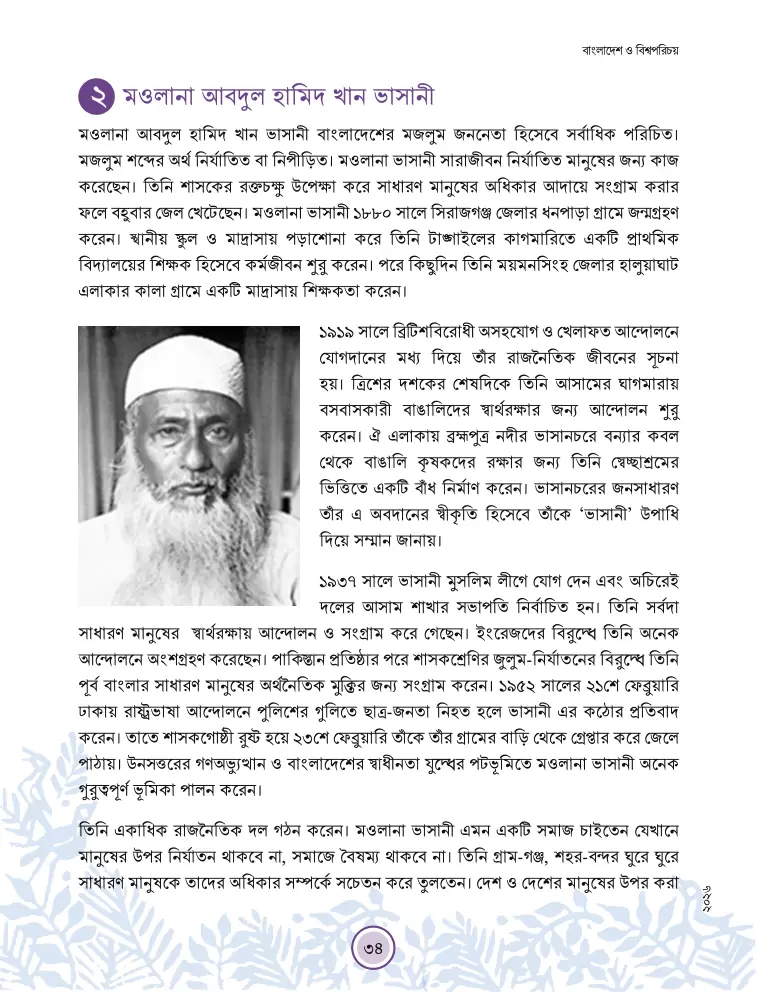 বাংলাদেশ ও বিশ্বপরিচয়
২ মওলানা আবদুল হামিদ খান ভাসানী
মওলানা আবদুল হামিদ খান ভাসানী বাংলাদেশের মজলুম জননেতা হিসেবে সর্বাধিক পরিচিত।
মজলুম শব্দের অর্থ নির্যাতিত বা নিপীড়িত। মওলানা ভাসানী সারাজীবন নির্যাতিত মানুষের জন্য কাজ
করেছেন। তিনি শাসকের রক্তচক্ষু উপেক্ষা করে সাধারণ মানুষের অধিকার আদায়ে সংগ্রাম করার
ফলে বহুবার জেল খেটেছেন। মওলানা ভাসানী ১৮৮০ সালে সিরাজগঞ্জ জেলার ধনপাড়া গ্রামে জন্মগ্রহণ
করেন। স্থানীয় স্কুল ও মাদ্রাসায় পড়াশোনা করে তিনি টাঙ্গাইলের কাগমারিতে একটি প্রাথমিক
বিদ্যালয়ের শিক্ষক হিসেবে কর্মজীবন শুরু করেন। পরে কিছুদিন তিনি ময়মনসিংহ জেলার হালুয়াঘাট
এলাকার কালা গ্রামে একটি মাদ্রাসায় শিক্ষকতা করেন।
১৯১৯ সালে ব্রিটিশবিরোধী অসহযোগ ও খেলাফত আন্দোলনে
যোগদানের মধ্য দিয়ে তাঁর রাজনৈতিক জীবনের সূচনা
হয়। ত্রিশের দশকের শেষদিকে তিনি আসামের ঘাগমারায়
বসবাসকারী বাঙালিদের স্বার্থরক্ষার জন্য আন্দোলন শুরু
করেন। ঐ এলাকায় ব্রহ্মপুত্র নদীর ভাসানচরে বন্যার কবল
থেকে বাঙালি কৃষকদের রক্ষার জন্য তিনি স্বেচ্ছাশ্রমের
ভিত্তিতে একটি বাঁধ নির্মাণ করেন। ভাসানচরের জনসাধারণ
তাঁর এ অবদানের স্বীকৃতি হিসেবে তাঁকে ‘ভাসানী’ উপাধি
দিয়ে সম্মান জানায়।
১৯৩৭ সালে ভাসানী মুসলিম লীগে যোগ দেন এবং অচিরেই
দলের আসাম শাখার সভাপতি নির্বাচিত হন। তিনি সর্বদা
সাধারণ মানুষের স্বার্থরক্ষায় আন্দোলন ও সংগ্রাম করে গেছেন। ইংরেজদের বিরুদ্ধে তিনি অনেক
আন্দোলনে অংশগ্রহণ করেছেন। পাকিস্তান প্রতিষ্ঠার পরে শাসকশ্রেণির জুলুম-নির্যাতনের বিরুদ্ধে তিনি
পূর্ব বাংলার সাধারণ মানুষের অর্থনৈতিক মুক্তির জন্য সংগ্রাম করেন। ১৯৫২ সালের ২১শে ফেব্রুয়ারি
ঢাকায় রাষ্ট্রভাষা আন্দোলনে পুলিশের গুলিতে ছাত্র-জনতা নিহত হলে ভাসানী এর কঠোর প্রতিবাদ
করেন। তাতে শাসকগোষ্ঠী রুষ্ট হয়ে ২৩শে ফেব্রুয়ারি তাঁকে তাঁর গ্রামের বাড়ি থেকে গ্রেপ্তার করে জেলে
পাঠায়। উনসত্তরের গণঅভ্যুত্থান ও বাংলাদেশের স্বাধীনতা যুদ্ধের পটভূমিতে মওলানা ভাসানী অনেক
গুরুত্বপূর্ণ ভূমিকা পালন করেন।
তিনি একাধিক রাজনৈতিক দল গঠন করেন। মওলানা ভাসানী এমন একটি সমাজ চাইতেন যেখানে
মানুষের উপর নির্যাতন থাকবে না, সমাজে বৈষম্য থাকবে না। তিনি গ্রাম-গঞ্জ, শহর-বন্দর ঘুরে ঘুরে
সাধারণ মানুষকে তাদের অধিকার সম্পর্কে সচেতন করে তুলতেন। দেশ ও দেশের মানুষের উপর করা
২০২৬
৩৪